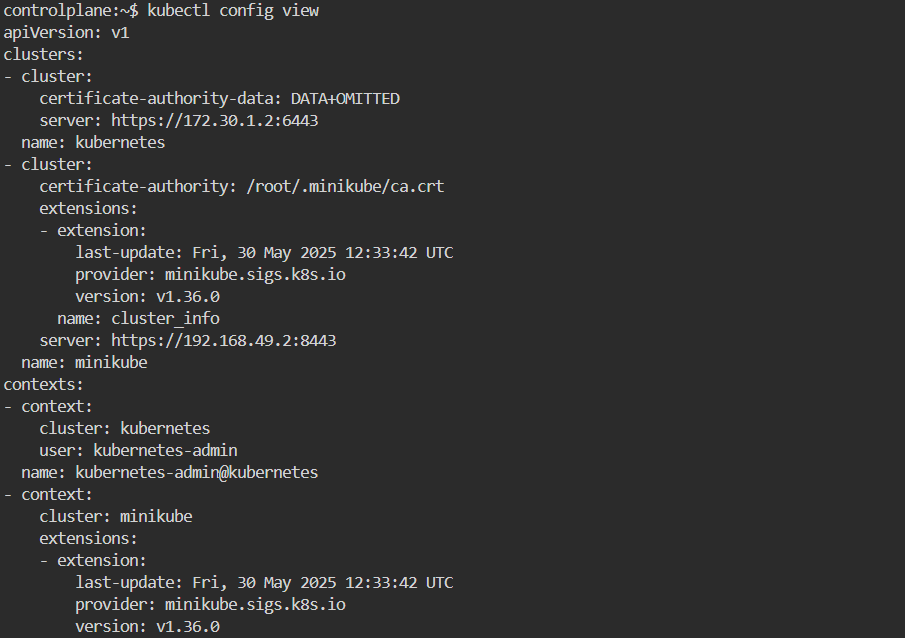 controlplane:~$ kubectl config view
apiVersion: v1
clusters:
- cluster:
    certificate-authority-data: DATA+OMITTED
    server: https://172.30.1.2:6443
  name: kubernetes
- cluster:
    certificate-authority: /root/.minikube/ca.crt
    extensions:
    - extension:
        last-update: Fri, 30 May 2025 12:33:42 UTC
        provider: minikube.sigs.k8s.io
        version: v1.36.0
      name: cluster_info
    server: https://192.168.49.2:8443
  name: minikube
contexts:
- context:
    cluster: kubernetes
    user: kubernetes-admin
  name: kubernetes-admin@kubernetes
- context:
    cluster: minikube
    extensions:
    - extension:
        last-update: Fri, 30 May 2025 12:33:42 UTC
        provider: minikube.sigs.k8s.io
        version: v1.36.0